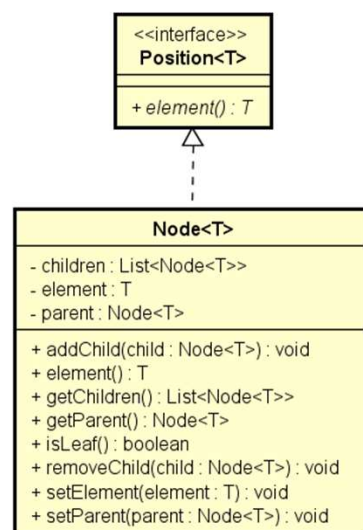 <<interface>>
Position<T>
+ element() : T
Node<T>
- children : List<Node<T>>
- element : T
- parent : Node<T>
+ addChild(child : Node<T>) : void
+ element() : T
+ getChildren() : List<Node<T>>
+ getParent() : Node<T>
+ isLeaf() : boolean
+ removeChild(child : Node<T>) : void
+ setElement(element : T) : void
+ setParent(parent : Node<T>) : void